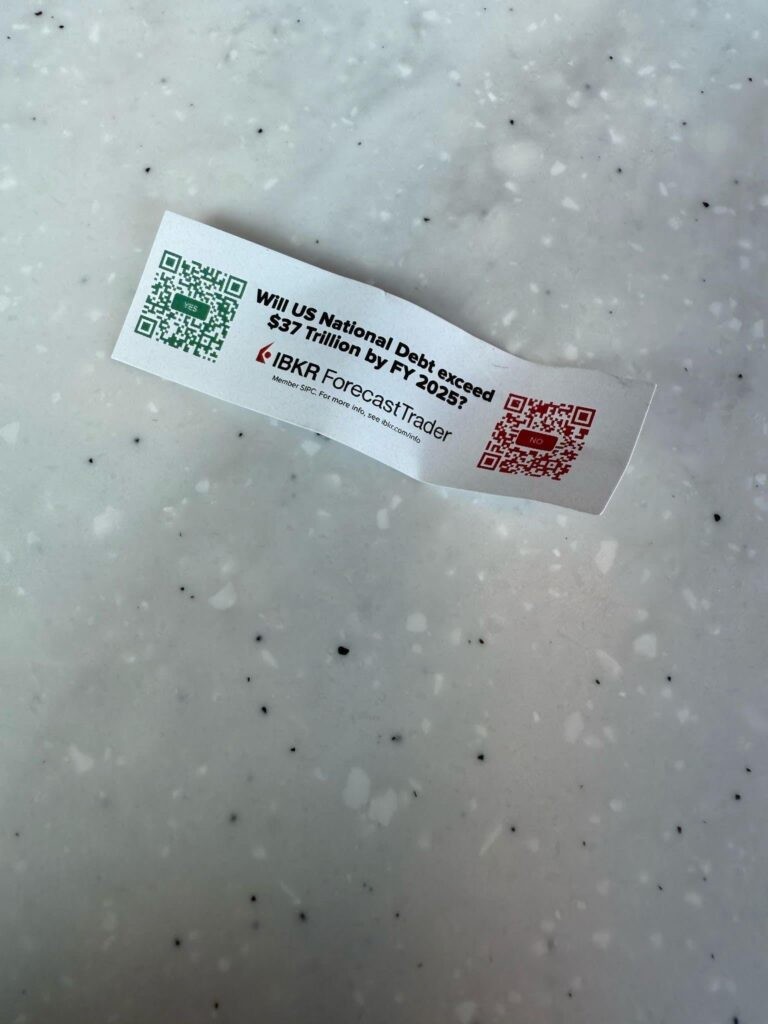 YES
Will US National Debt exceed
$37 Trillion by FY 2025?
IBKR ForecastTrader
Member SIPC. For more info, see ibkr.com/info
NO